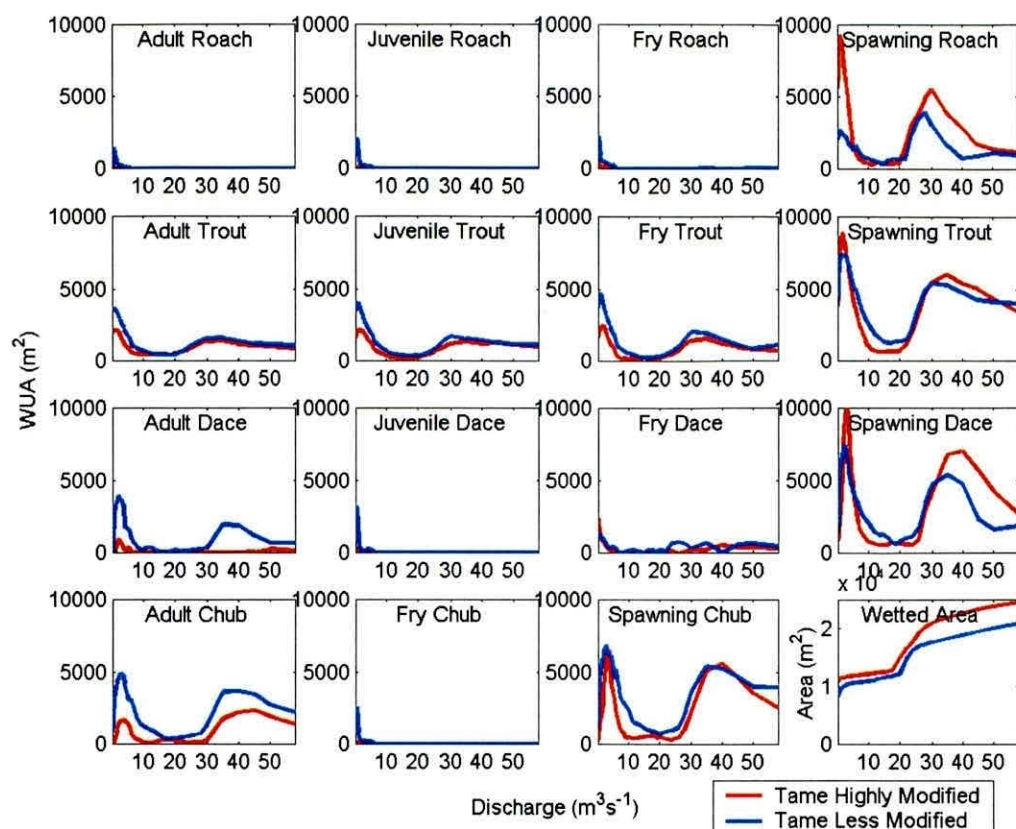 10000 10000 10000 10000
Adult Roach Juvenile Roach Fry Roach Spawning Roach
5000 5000 5000 5000
0 0 0 0
10 20 30 40 50 10 20 30 40 50 10 20 30 40 50 10 20 30 40 50
10000 10000 10000 10000
Adult Trout Juvenile Trout Fry Trout Spawning Trout
5000 5000 5000 5000
0 0 0 0
10 20 30 40 50 10 20 30 40 50 10 20 30 40 50 10 20 30 40 50
WUA (m²)
10000 10000 10000 10000
Adult Dace Juvenile Dace Fry Dace Spawning Dace
5000 5000 5000 5000
0 0 0 0
10 20 30 40 50 10 20 30 40 50 10 20 30 40 50 10 20 30 40 50
x 10⁴
10000 10000 10000
Adult Chub Fry Chub Spawning Chub Wetted Area
5000 5000 5000 2
Area (m²)
1
0 0 0 0
10 20 30 40 50 10 20 30 40 50 10 20 30 40 50 10 20 30 40 50
Discharge (m³s⁻¹)
Tame Highly Modified
Tame Less Modified